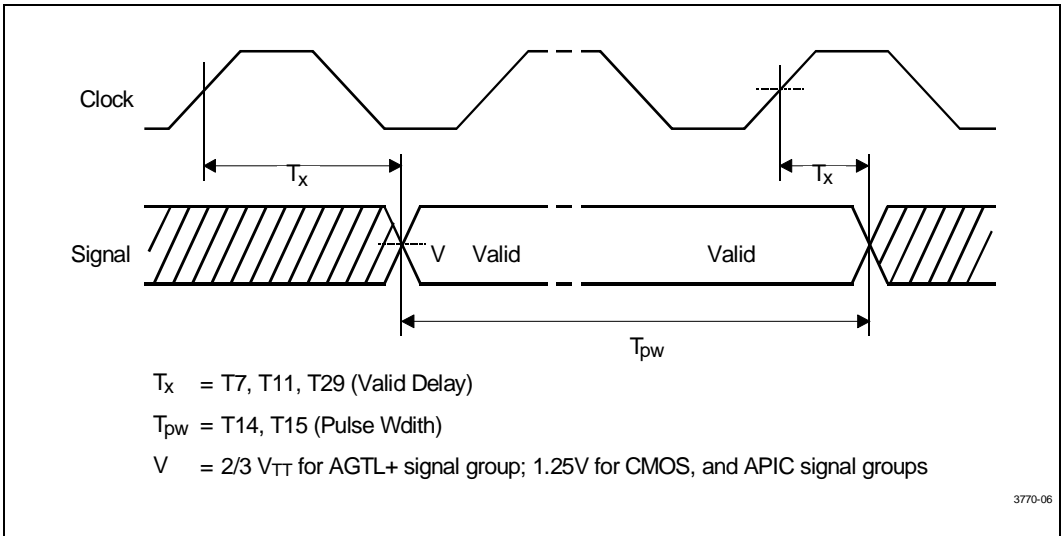 Clock
Tx
Tx
Signal
V Valid
Valid
Tpw
Tx = T7, T11, T29 (Valid Delay)
Tpw = T14, T15 (Pulse Wdith)
V = 2/3 VTT for AGTL+ signal group; 1.25V for CMOS, and APIC signal groups
3770-06